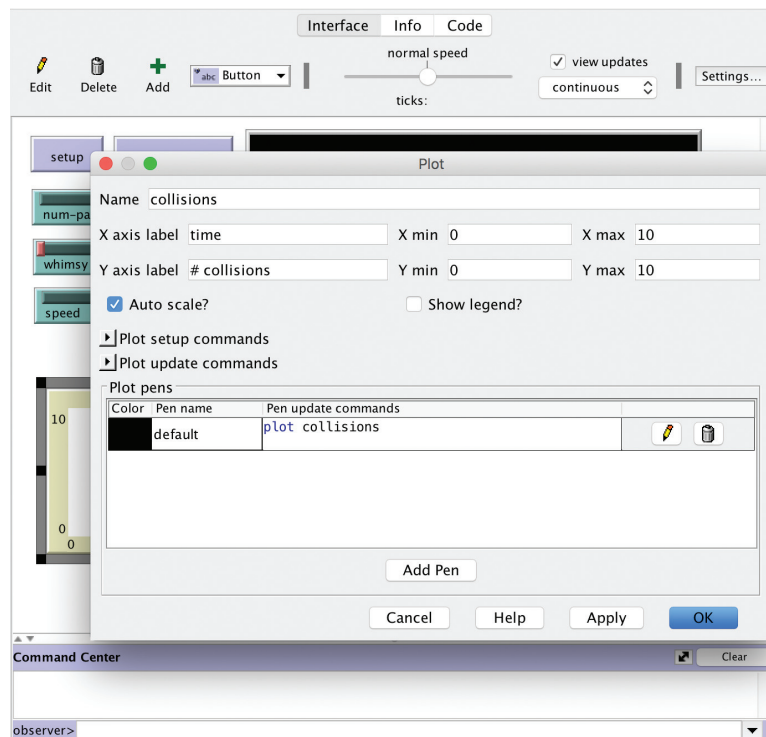 Interface Info Code
normal speed
view updates
Edit Delete Add abc Button continuous Settings...
ticks:
setup
Plot
Name collisions
num-pa
X axis label time X min 0 X max 10
whimsy
Y axis label # collisions Y min 0 Y max 10
speed
Auto scale? Show legend?
Plot setup commands
Plot update commands
Plot pens
Color Pen name Pen update commands
10
default plot collisions
0
0
Add Pen
Cancel Help Apply OK
Command Center Clear
observer>